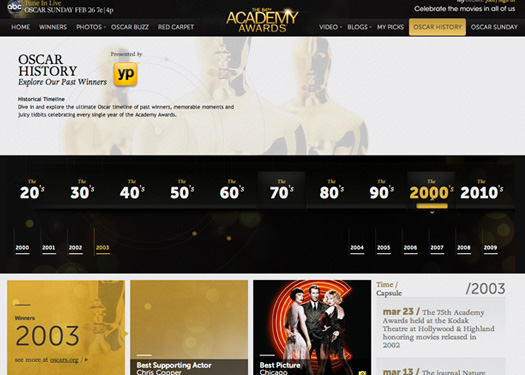 abc
Tune In Live
OSCAR SUNDAY FEB 26 7e|4p
THE 84TH
ACADEMY
AWARDS
Celebrate the movies in all of us
HOME
WINNERS
PHOTOS
OSCAR BUZZ
RED CARPET
VIDEO
BLOGS
MY PICKS
OSCAR HISTORY
OSCAR SUNDAY
OSCAR
HISTORY
Explore Our Past Winners
Presented by
yp
Historical Timeline
Dive in and explore the ultimate Oscar timeline of past winners, memorable moments and
juicy tidbits celebrating every single year of the Academy Awards.
The 20's
The 30's
The 40's
The 50's
The 60's
The 70's
The 80's
The 90's
The 2000's
The 2010's
2000
2001
2002
2003
2004
2005
2006
2007
2008
2009
Winners
2003
see more at oscars.org /
Best Supporting Actor
Chris Cooper
Best Picture
Chicago
Time /
Capsule
/2003
mar 23 / The 75th Academy
Awards held at the Kodak
Theatre at Hollywood & Highland
honoring movies released in
2002
mar 13 / The journal Nature